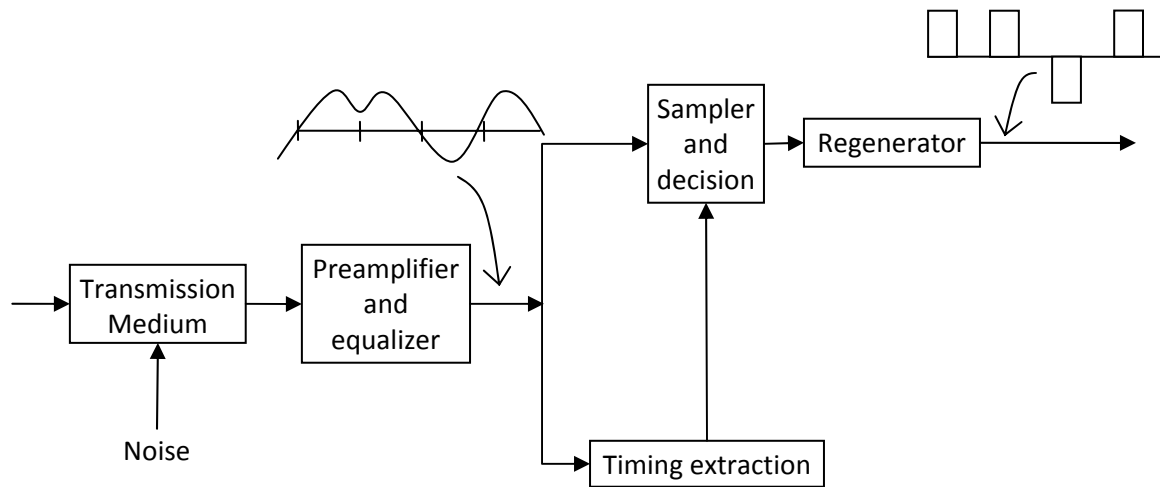 Sampler
and
decision
Regenerator
Transmission
Medium
Preamplifier
and
equalizer
Noise
Timing extraction